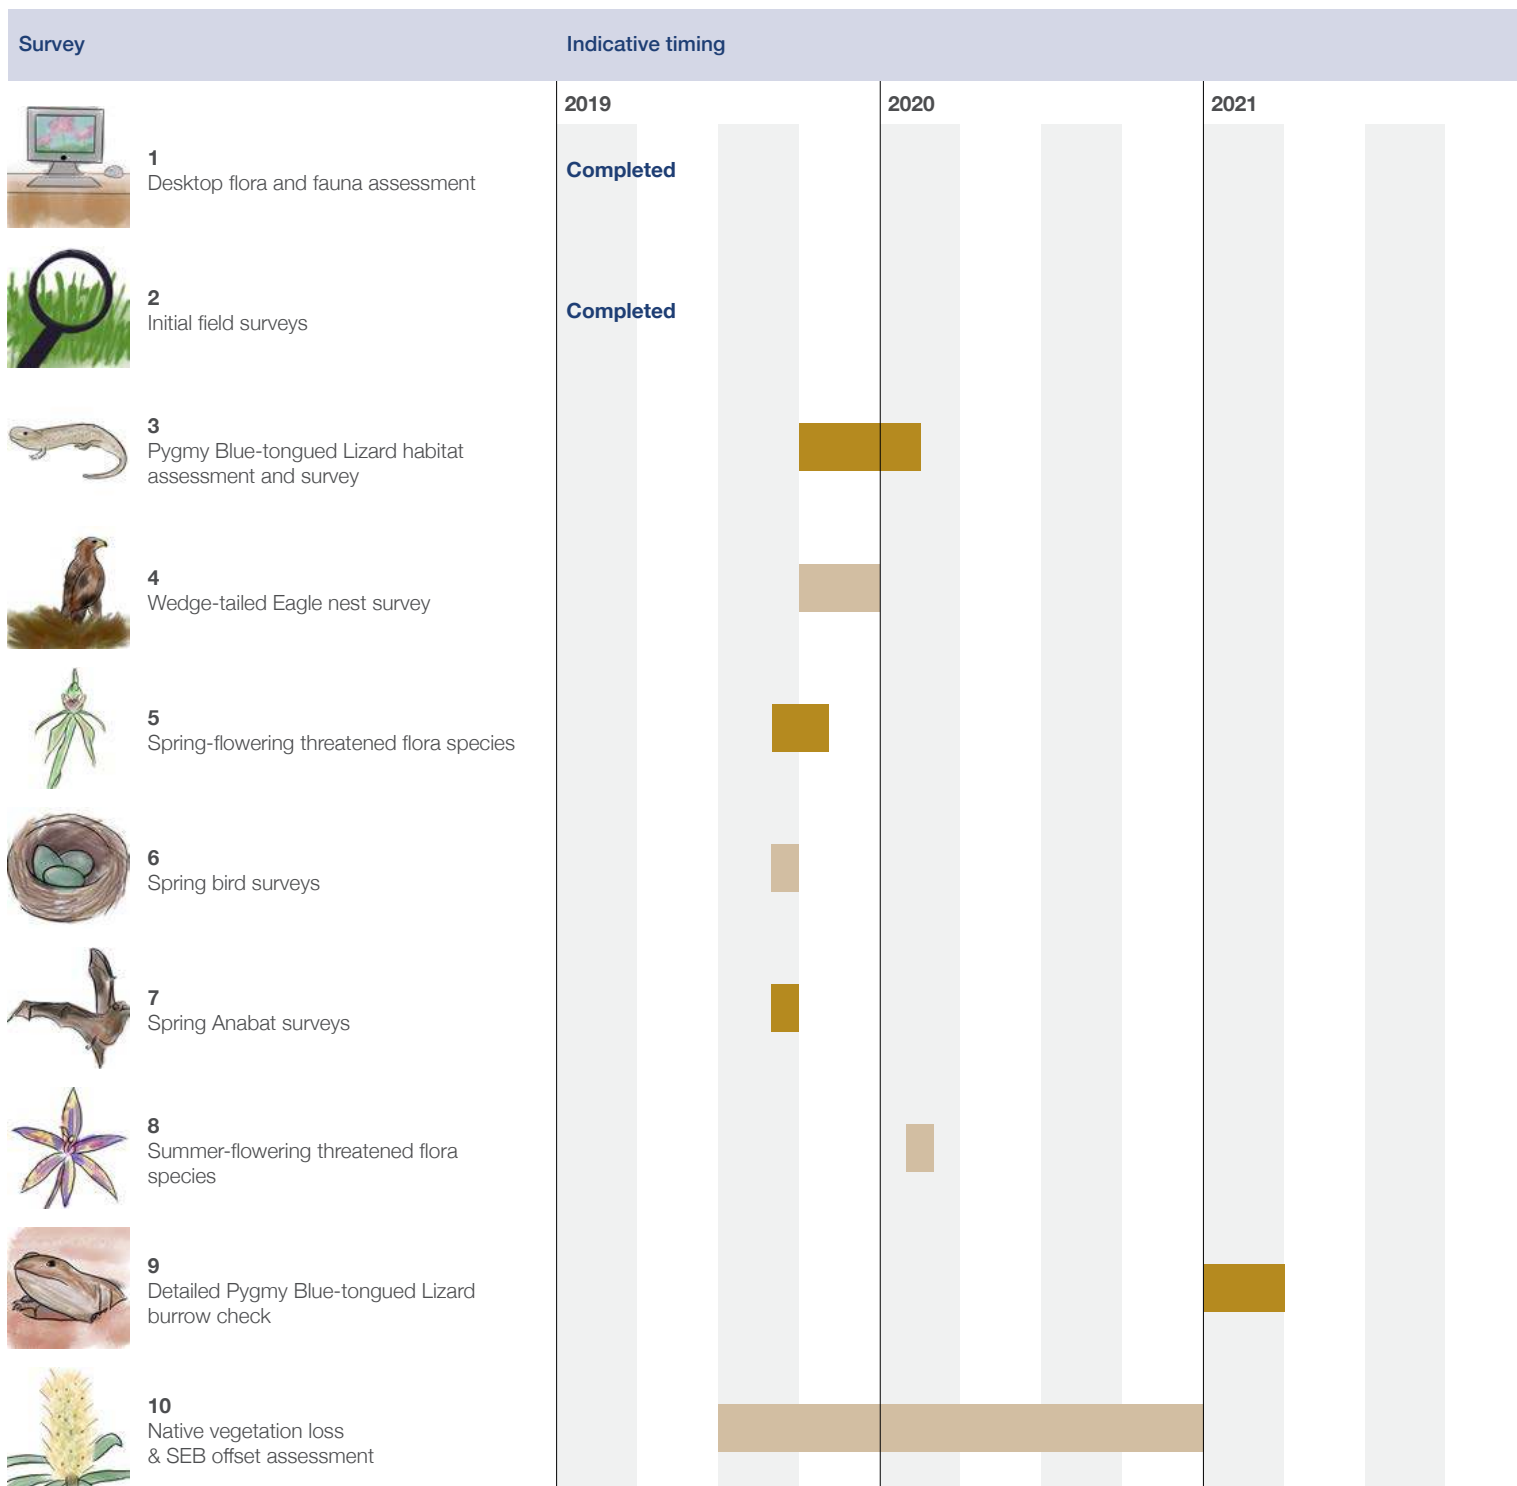 Survey
Indicative timing
2019
2020
2021
1
Desktop flora and fauna assessment
Completed
2
Initial field surveys
Completed
3
Pygmy Blue-tongued Lizard habitat
assessment and survey
4
Wedge-tailed Eagle nest survey
5
Spring-flowering threatened flora species
6
Spring bird surveys
7
Spring Anabat surveys
8
Summer-flowering threatened flora
species
9
Detailed Pygmy Blue-tongued Lizard
burrow check
10
Native vegetation loss
& SEB offset assessment